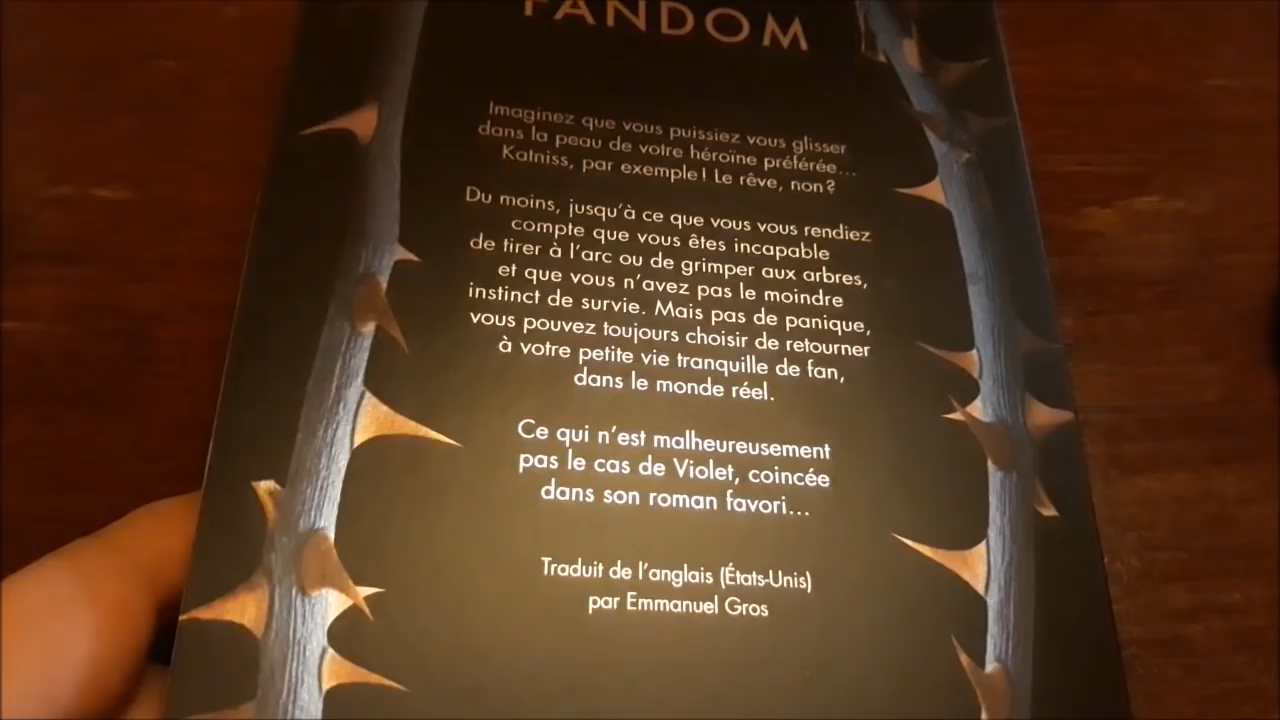 FANDOM
Imaginez que vous puissiez vous glisser
dans la peau de votre héroïne préférée...
Katniss, par exemple! Le rêve, non?
Du moins, jusqu'à ce que vous vous rendiez
compte que vous êtes incapable
de tirer à l'arc ou de grimper aux arbres,
et que vous n'avez pas le moindre
instinct de survie. Mais pas de panique,
vous pouvez toujours choisir de retourner
à votre petite vie tranquille de fan,
dans le monde réel.
Ce qui n'est malheureusement
pas le cas de Violet, coincée
dans son roman favori...
Traduit de l'anglais (États-Unis)
par Emmanuel Gros